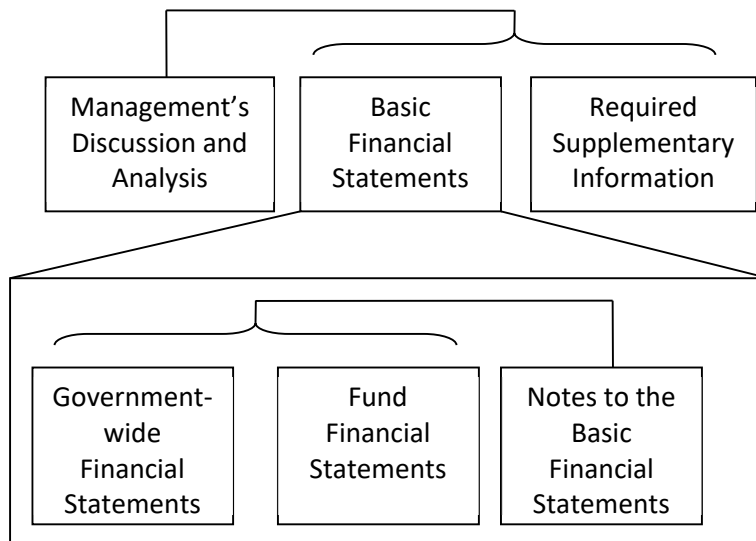 Management’s
Discussion and
Analysis
Basic
Financial
Statements
Required
Supplementary
Information
Government-
wide
Financial
Statements
Fund
Financial
Statements
Notes to the
Basic
Financial
Statements